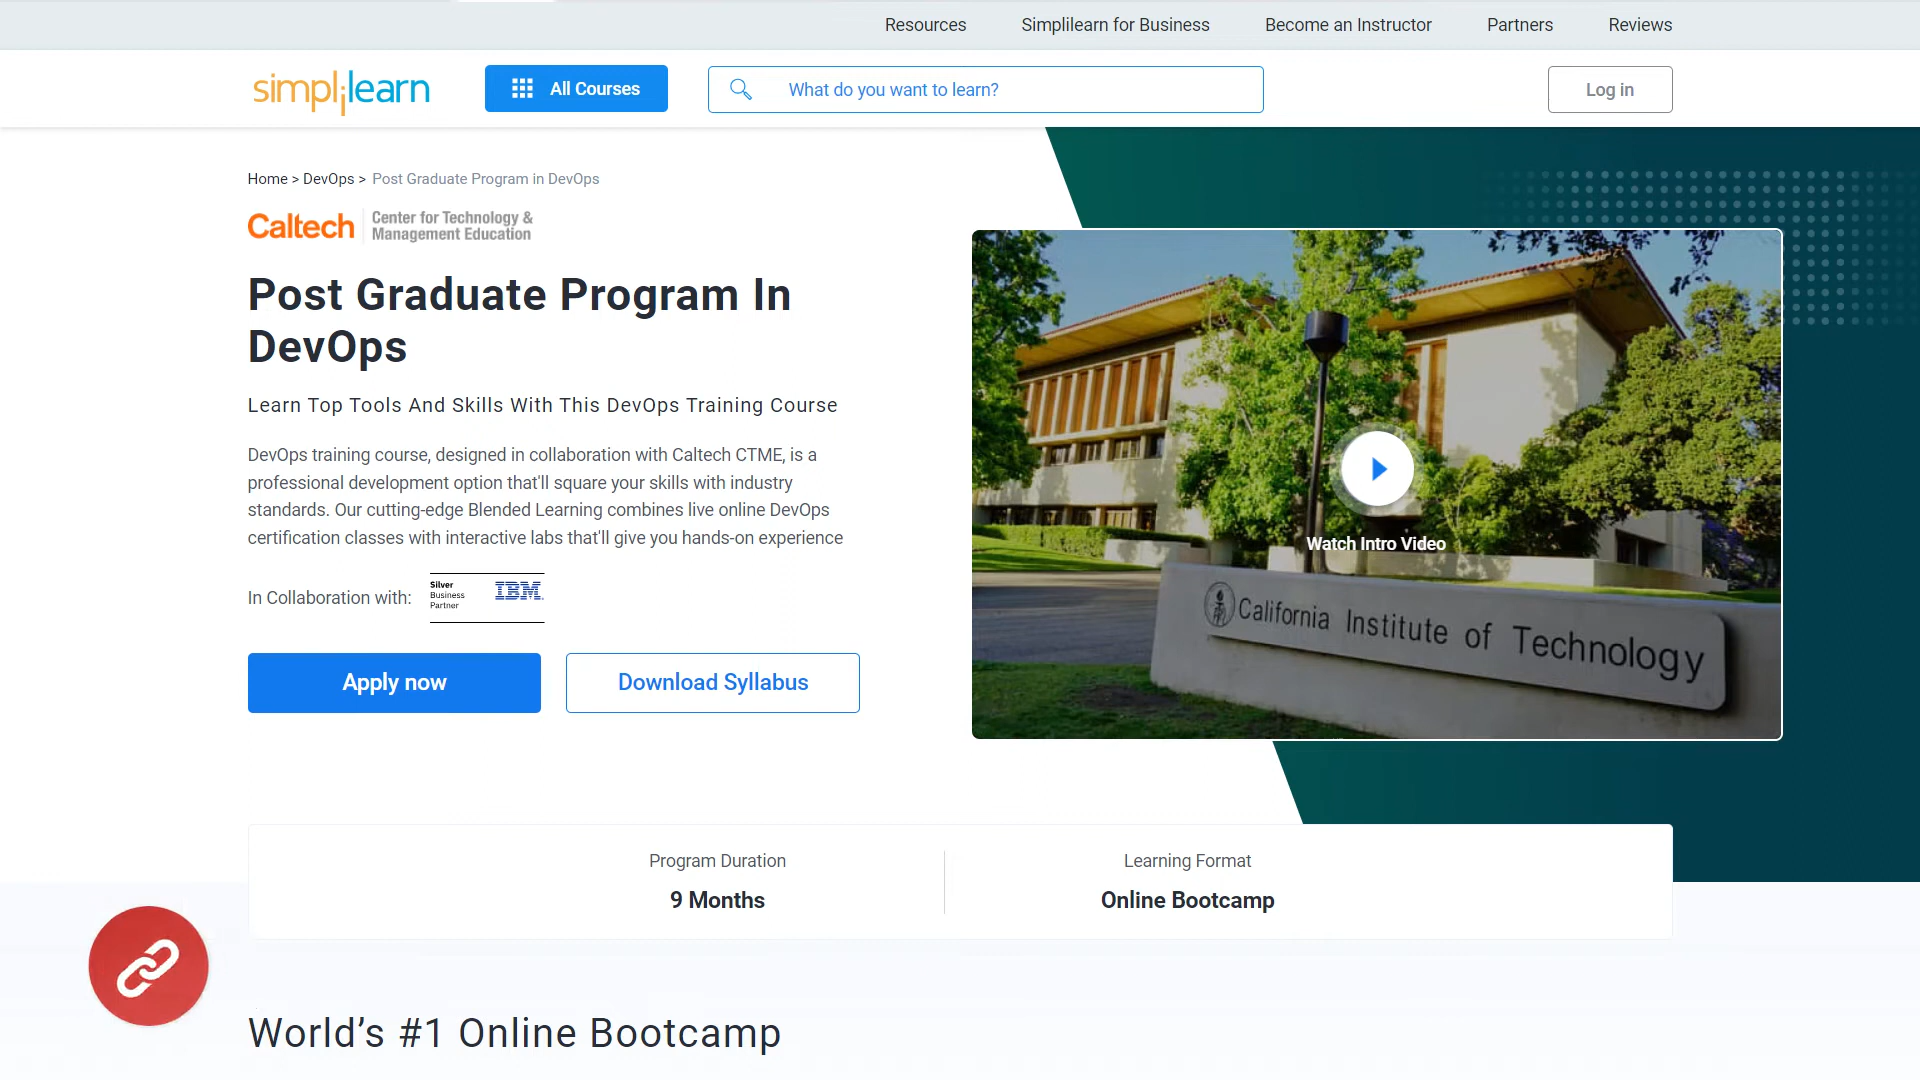 Resources Simplilearn for Business Become an Instructor Partners Reviews
simplilearn All Courses What do you want to learn? Log in
Home > DevOps > Post Graduate Program in DevOps
Caltech Center for Technology &
Management Education
Post Graduate Program In
DevOps
Learn Top Tools And Skills With This DevOps Training Course
DevOps training course, designed in collaboration with Caltech CTME, is a
professional development option that'll square your skills with industry
standards. Our cutting-edge Blended Learning combines live online DevOps
certification classes with interactive labs that'll give you hands-on experience
In Collaboration with:
Silver
Business
Partner
IBM.
Apply now Download Syllabus
Watch Intro Video
California Institute of Technology
Program Duration
9 Months
Learning Format
Online Bootcamp
World’s #1 Online Bootcamp